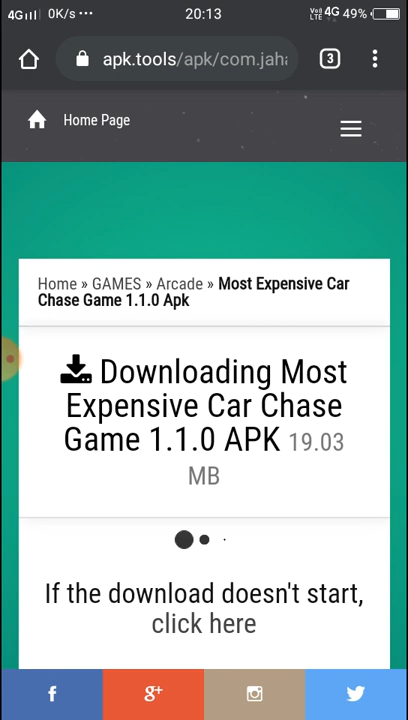 4G 0K/s ••• 20:13 Vo) LTE 4G 49%
apk.tools/apk/com.jaha 3
Home Page
Home » GAMES » Arcade » Most Expensive Car
Chase Game 1.1.0 Apk
Downloading Most
Expensive Car Chase
Game 1.1.0 APK 19.03
MB
If the download doesn't start,
click here
f g+